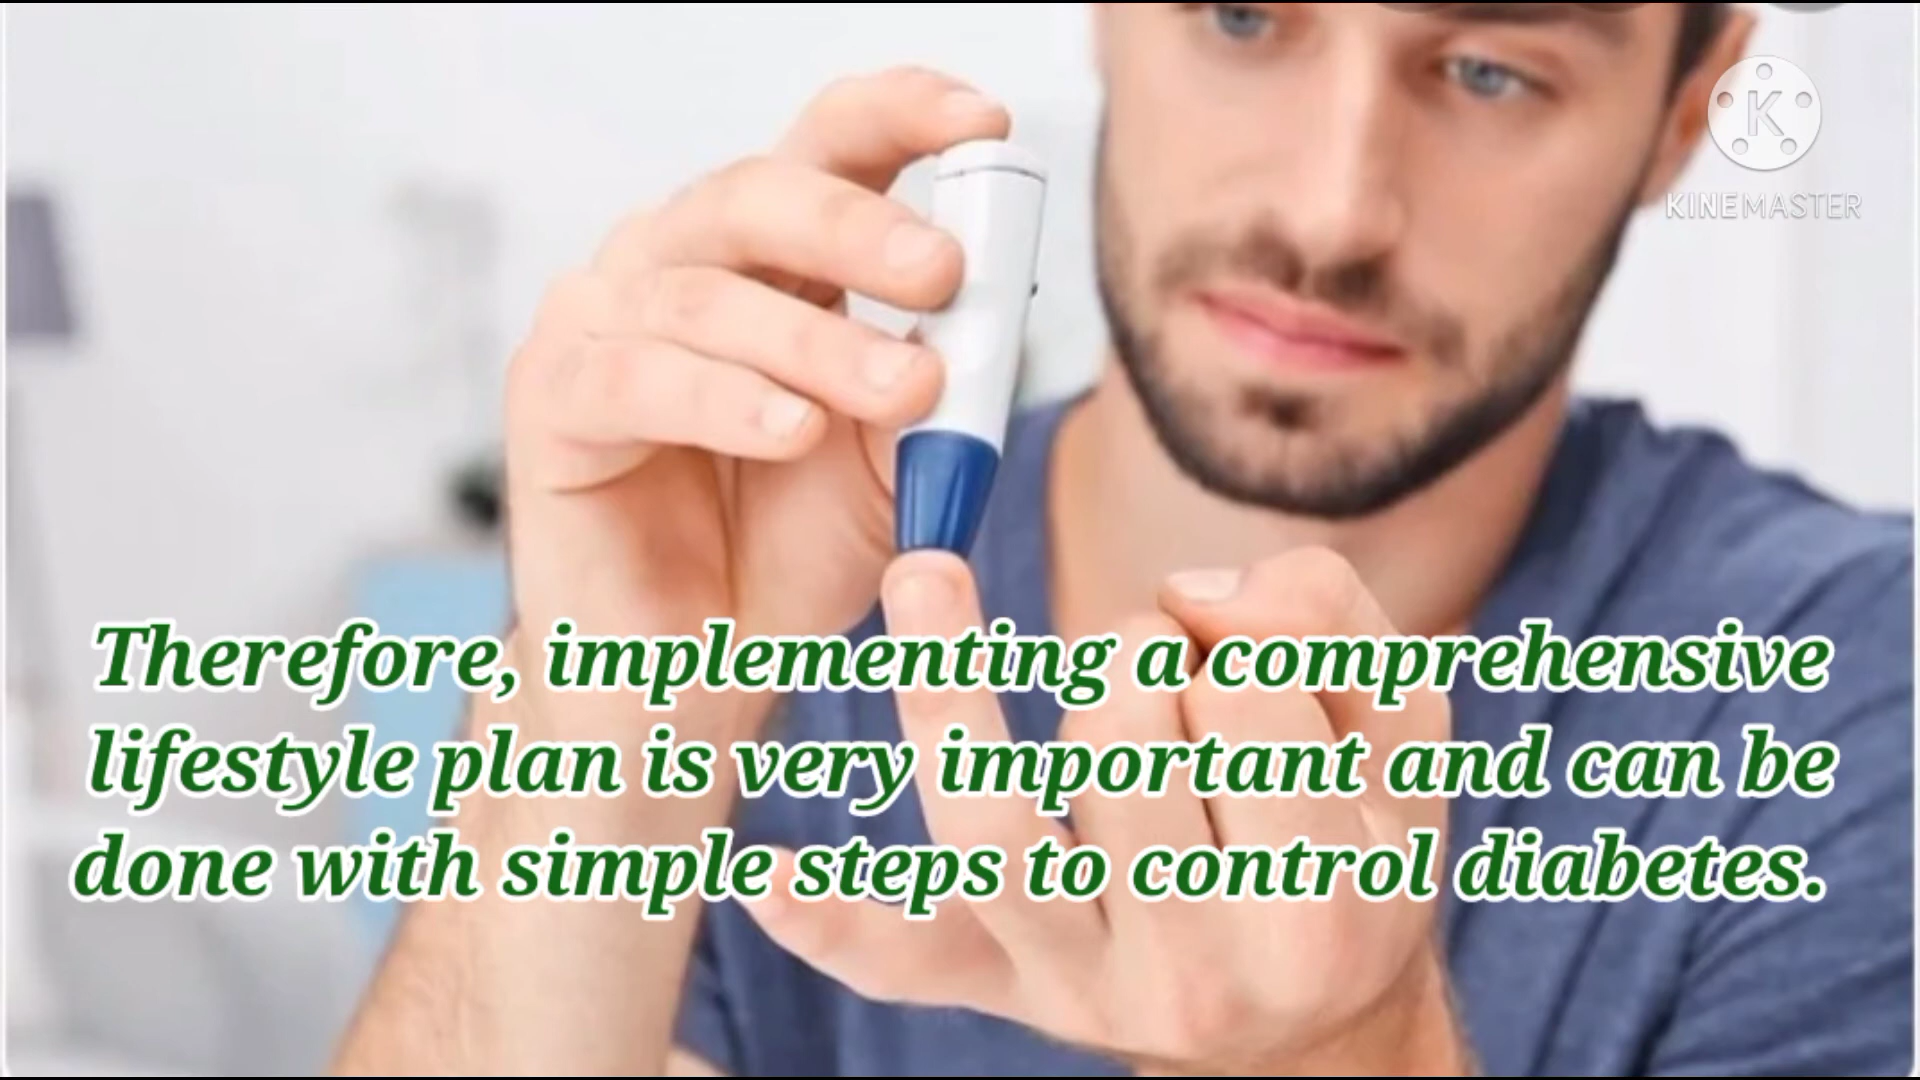 K
KINEMASTER
Therefore, implementing a comprehensive
lifestyle plan is very important and can be
done with simple steps to control diabetes.